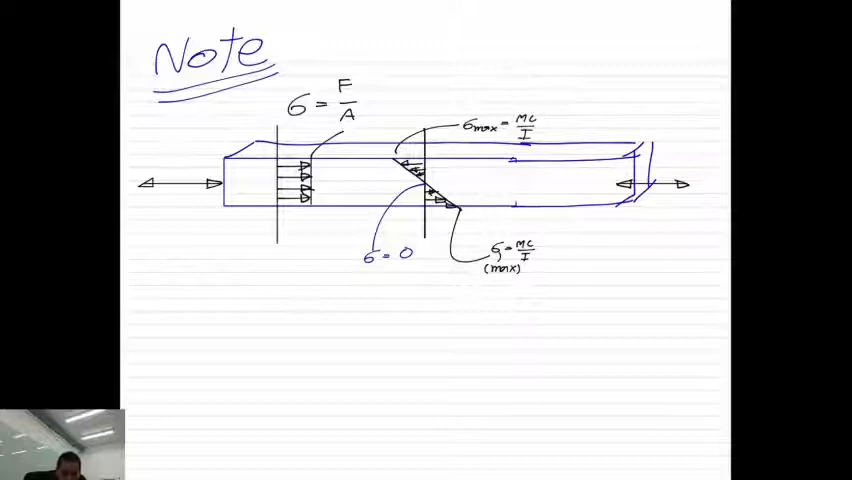 Note
σ = F/A
σmax = MC/I
σ = 0
σ = MC/I
(max)